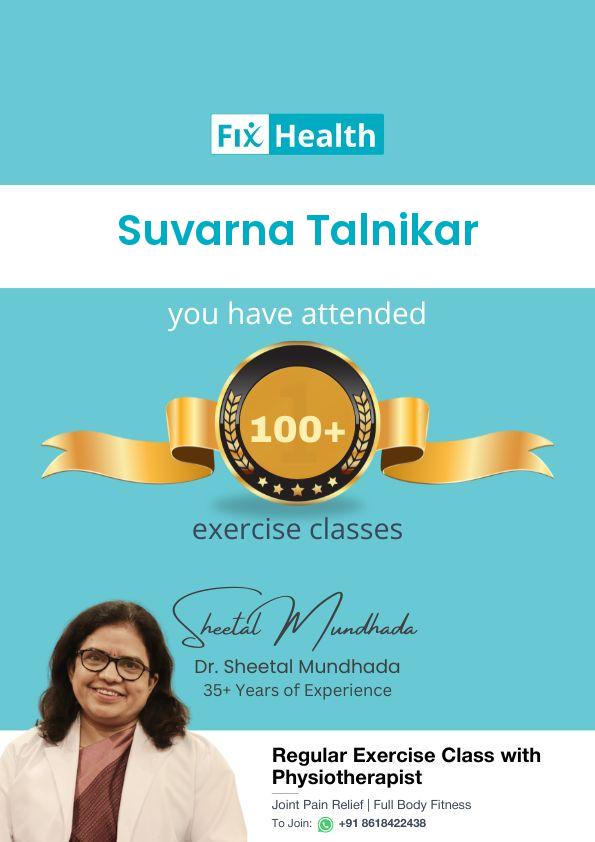 Fix Health
Suvarna Talnikar
you have attended
100+
exercise classes
Sheetal Mundhada
Dr. Sheetal Mundhada
35+ Years of Experience
Regular Exercise Class with
Physiotherapist
Joint Pain Relief | Full Body Fitness
To Join: +91 8618422438